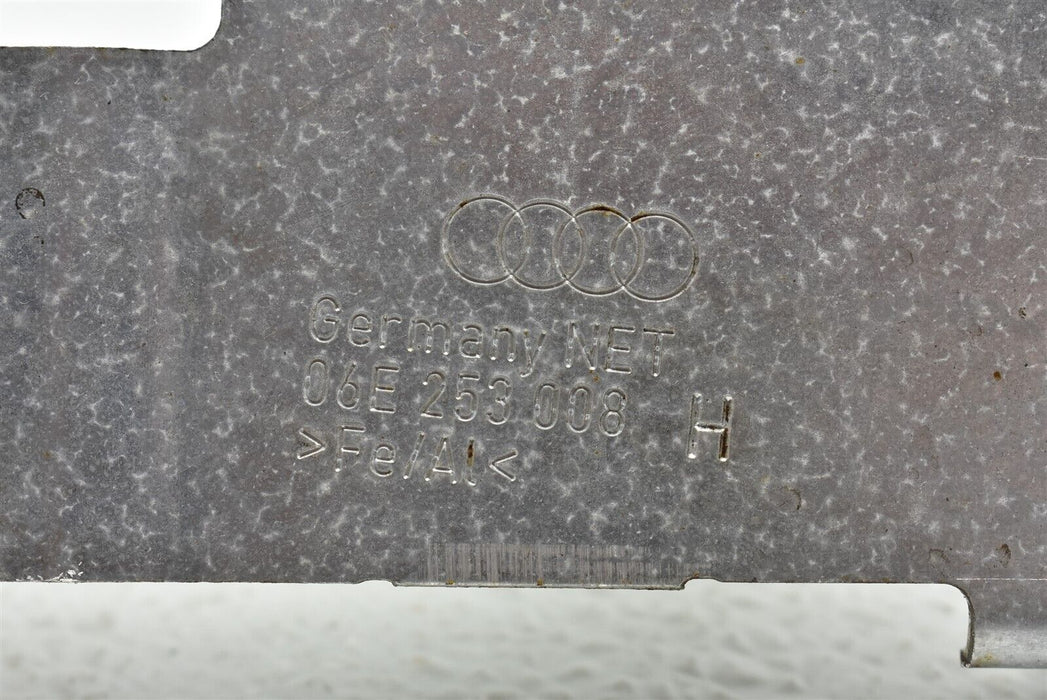 Germany NET
06E 253 008
H
>Fe/Al<